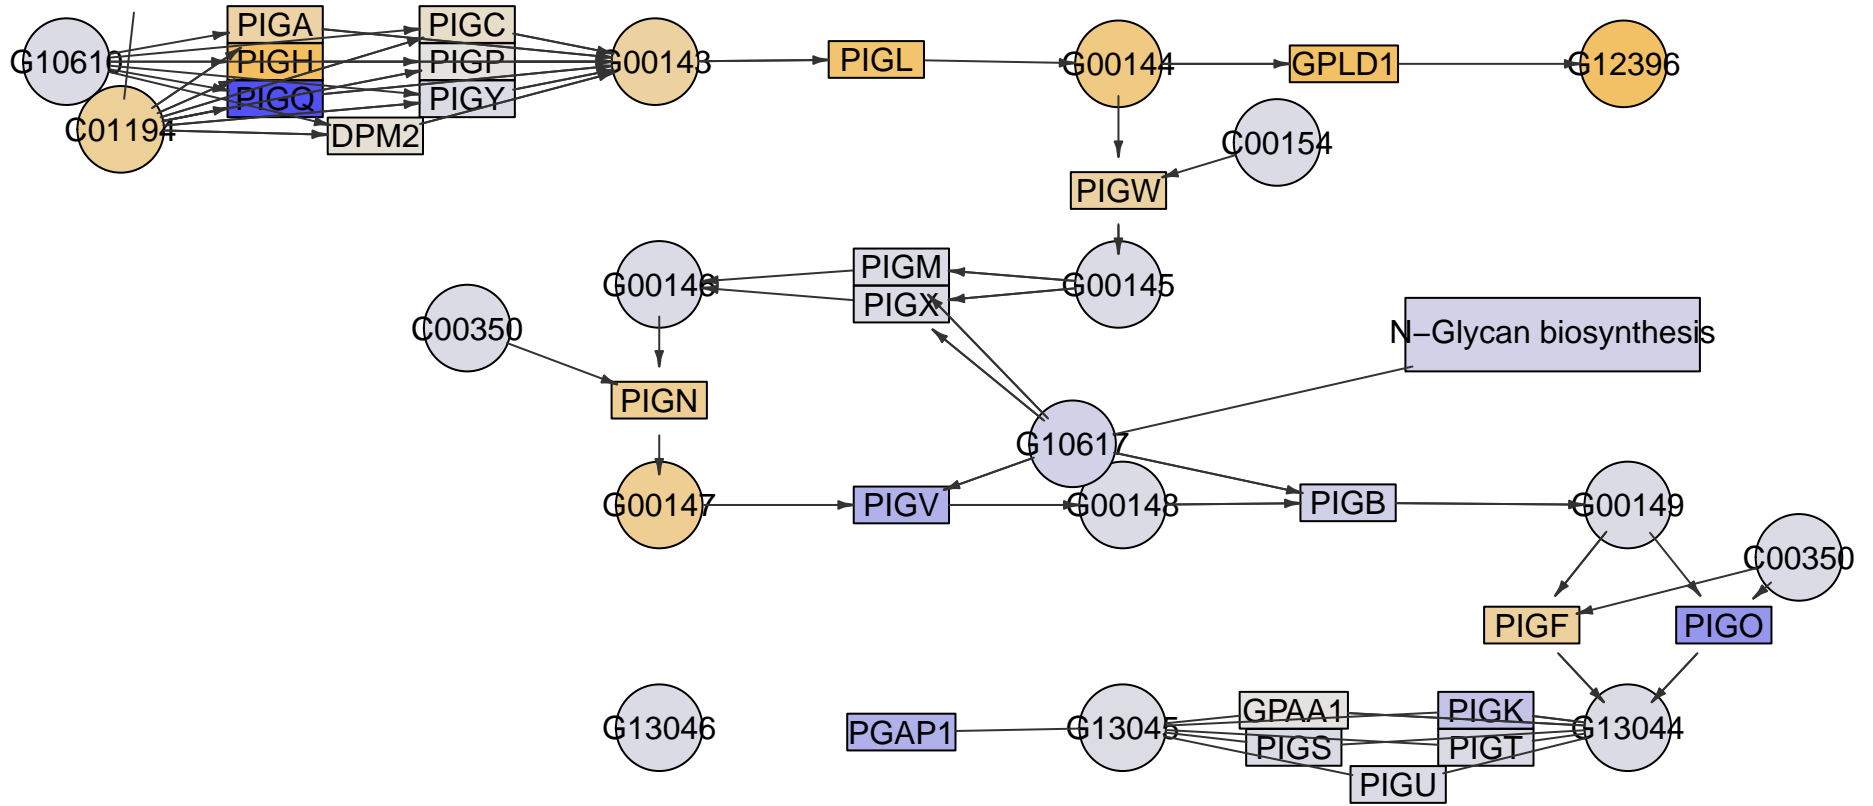 PIGA
PIGC
G10610
PIGH
PIGP
G00143
PIGL
G00144
GPLD1
G12396
PIGQ
PIGY
C01194
DPM2
C00154
PIGW
PIGM
G00146
G00145
PIGX
C00350
N−Glycan biosynthesis
PIGN
G10617
G00147
PIGV
G00148
PIGB
G00149
C00350
PIGF
PIGO
GPAA1
PIGK
G13046
PGAP1
G13045
G13044
PIGS
PIGT
PIGU